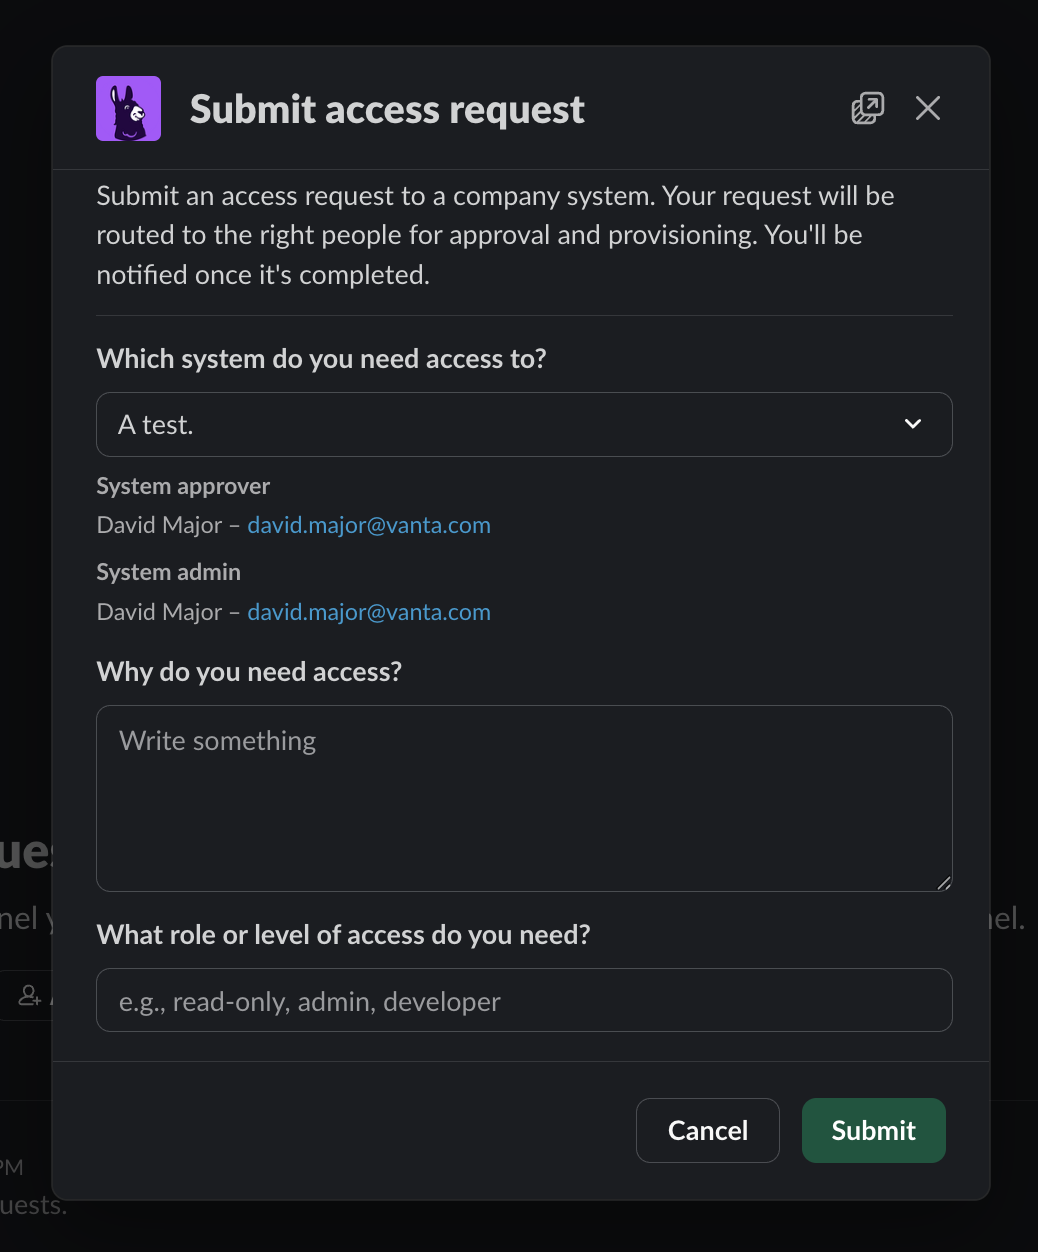 Submit access request
Submit an access request to a company system. Your request will be
routed to the right people for approval and provisioning. You'll be
notified once it's completed.
Which system do you need access to?
A test.
System approver
David Major – david.major@vanta.com
System admin
David Major – david.major@vanta.com
Why do you need access?
Write something
What role or level of access do you need?
e.g., read-only, admin, developer
Cancel
Submit
PM
uests.